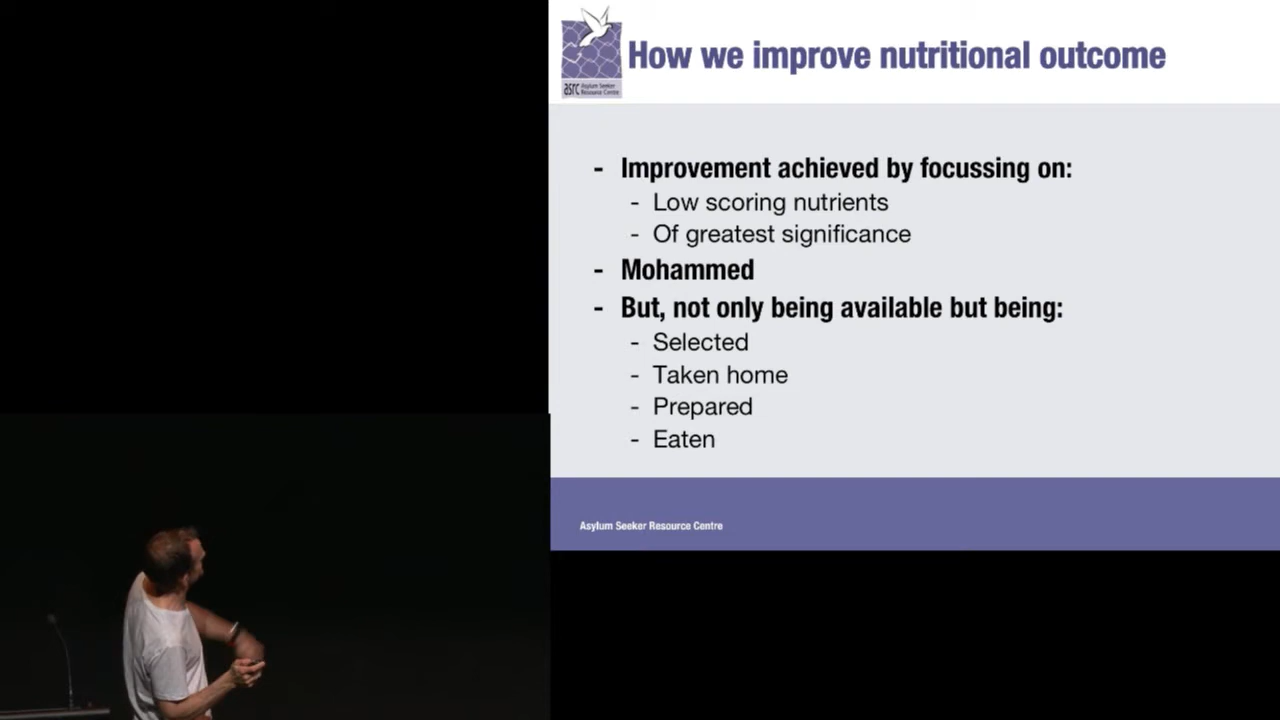 asrc Asylum Seeker
Resource Centre
How we improve nutritional outcome
- Improvement achieved by focussing on:
- Low scoring nutrients
- Of greatest significance
- Mohammed
- But, not only being available but being:
- Selected
- Taken home
- Prepared
- Eaten
Asylum Seeker Resource Centre